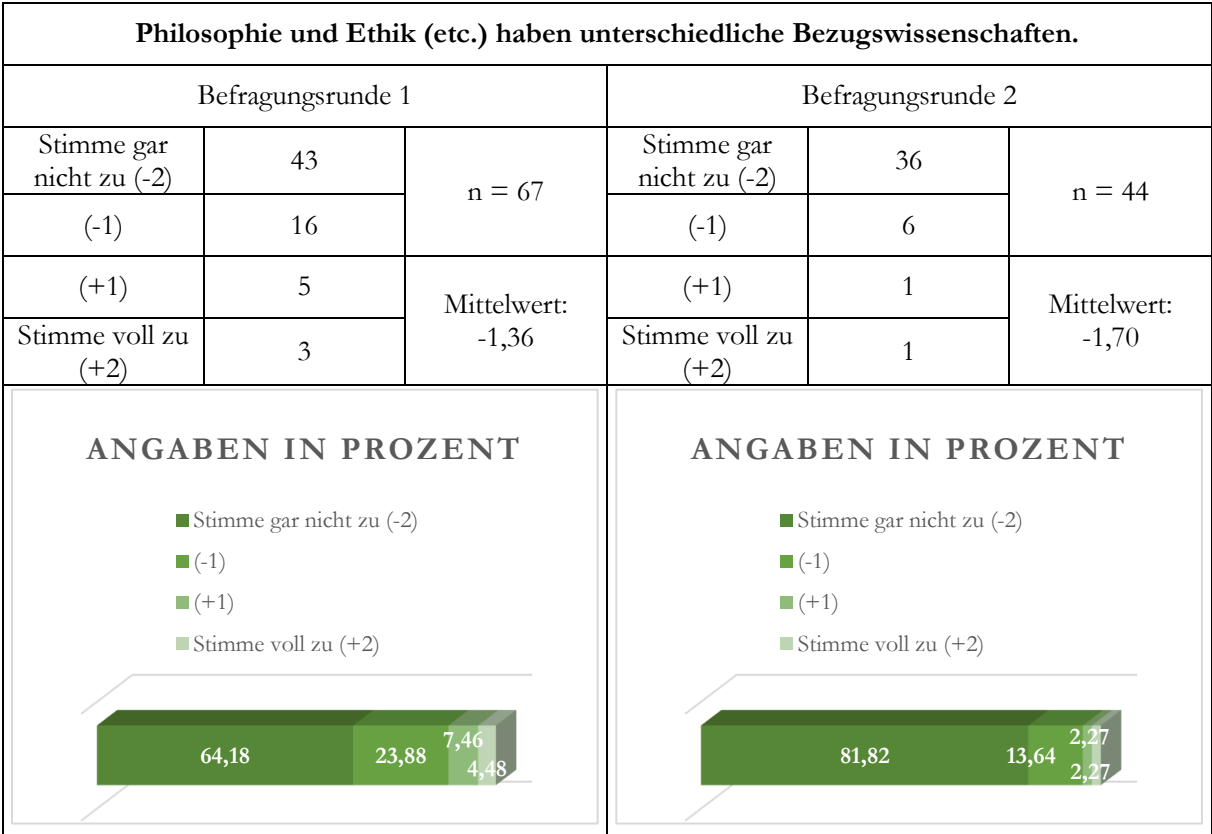 Philosophie und Ethik (etc.) haben unterschiedliche Bezugswissenschaften.
Befragungsrunde 1
Stimme gar
nicht zu (-2)
43
n = 67
(-1)
16
(+1)
5
Mittelwert:
-1,36
Stimme voll zu
(+2)
3
Befragungsrunde 2
Stimme gar
nicht zu (-2)
36
n = 44
(-1)
6
(+1)
1
Mittelwert:
-1,70
Stimme voll zu
(+2)
1
ANGABEN IN PROZENT
Stimme gar nicht zu (-2)
(-1)
(+1)
Stimme voll zu (+2)
64,18
23,88
7,46
4,48
ANGABEN IN PROZENT
Stimme gar nicht zu (-2)
(-1)
(+1)
Stimme voll zu (+2)
81,82
13,64
2,27
2,27